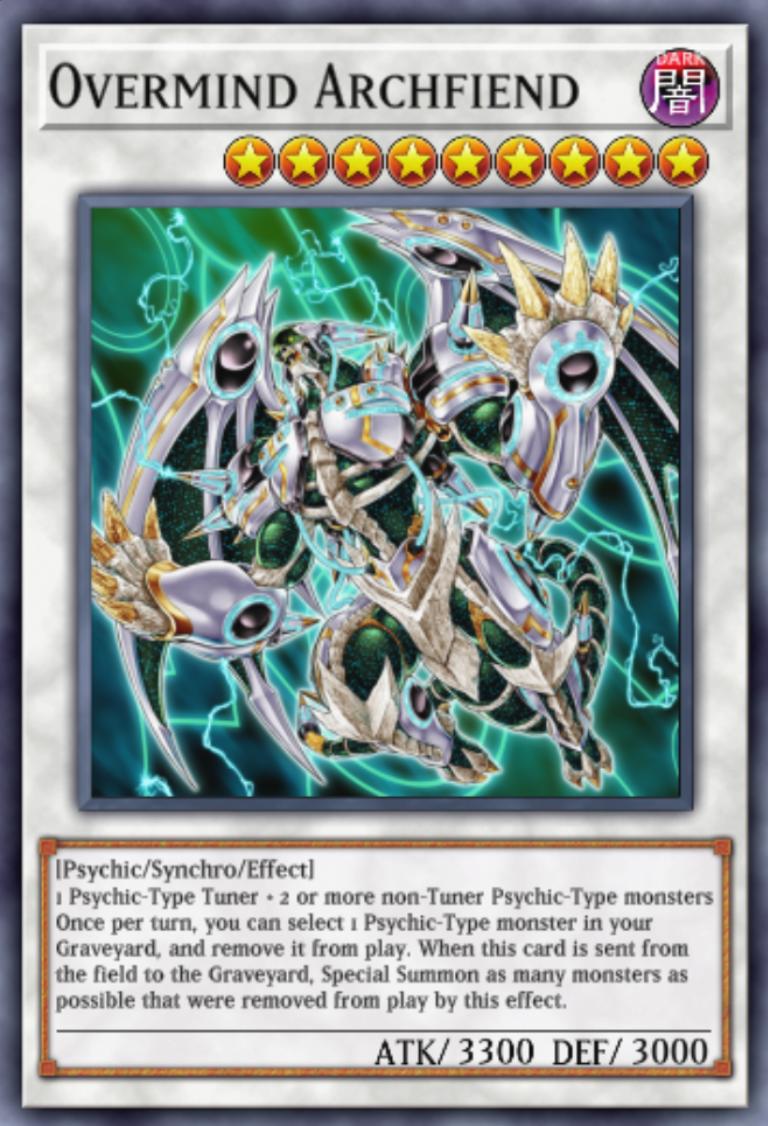 OVERMIND ARCHFIEND
DARK
闇
[Psychic/Synchro/Effect]
1 Psychic-Type Tuner + 2 or more non-Tuner Psychic-Type monsters
Once per turn, you can select 1 Psychic-Type monster in your
Graveyard, and remove it from play. When this card is sent from
the field to the Graveyard, Special Summon as many monsters as
possible that were removed from play by this effect.
ATK/ 3300 DEF/ 3000